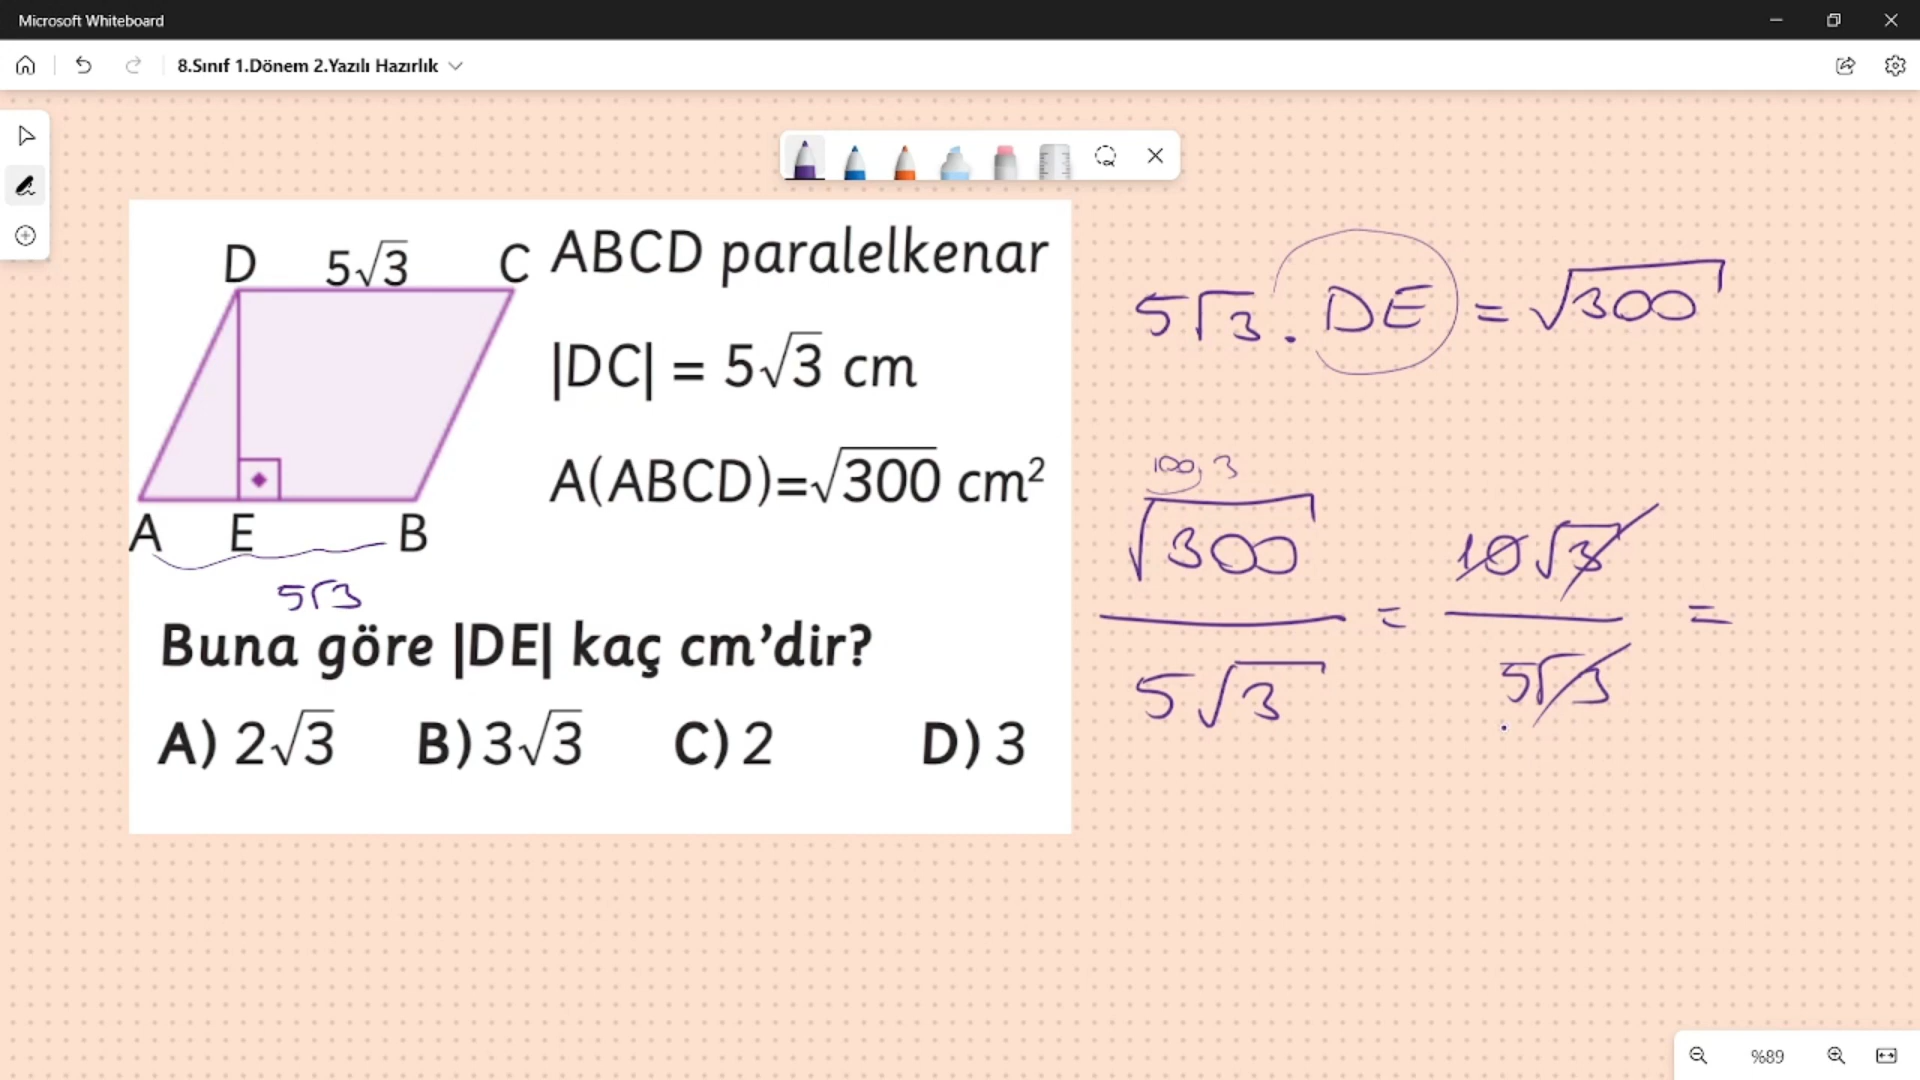 Microsoft Whiteboard
8.Sınıf 1.Dönem 2.Yazılı Hazırlık
D 5√3 C ABCD paralelkenar
|DC| = 5√3 cm
A(ABCD)=√300 cm²
A E B
5√3
Buna göre |DE| kaç cm’dir?
A) 2√3 B) 3√3 C) 2 D) 3
5√3 . DE = √300
100, 3
√300 = 10√3 =
5√3 5√3
%89